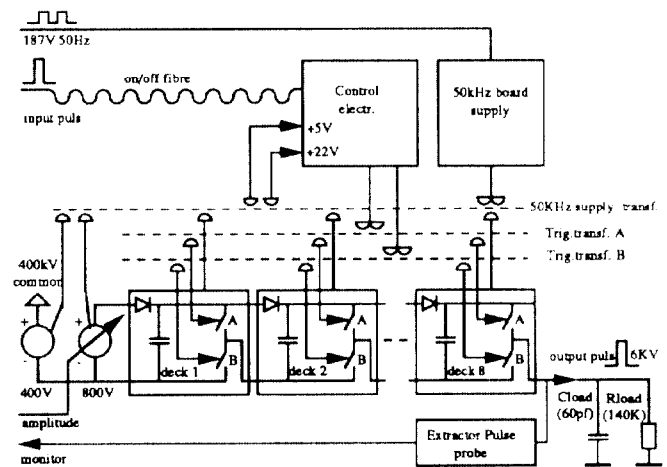 187V 50Hz
on/off fibre
input puls
Control
electr.
+5V
+22V
50kHz board
supply
50KHz supply transf.
Trig.transf. A
Trig.transf. B
400kV
common
+
-
400V
+
-
800V
amplitude
monitor
A
B
deck 1
A
B
deck 2
A
B
deck 8
output puls
6KV
Cload
(60pf)
Rload
(140K)
Extractor Pulse
probe